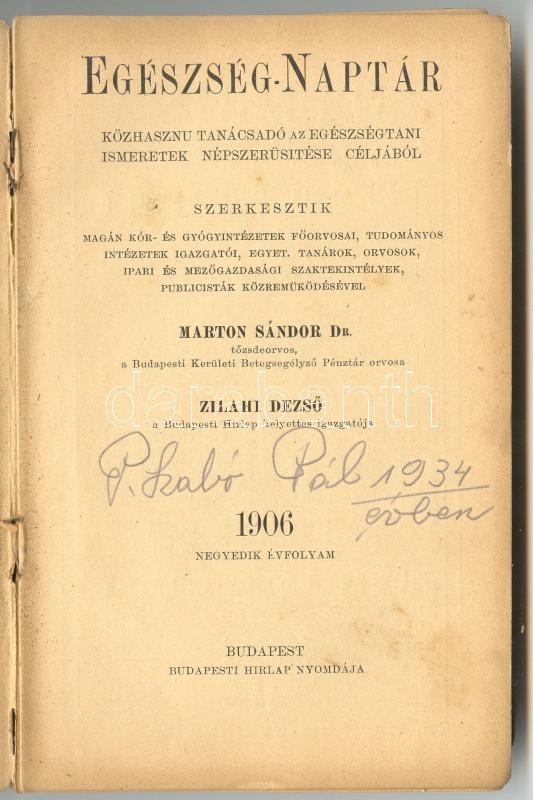 EGÉSZSÉG-NAPTÁR
KÖZHASZNU TANÁCSADÓ AZ EGÉSZSÉGTANI
ISMERETEK NÉPSZERÜSITÉSE CÉLJÁBÓL
SZERKESZTIK
MAGÁN KÓR- ÉS GYÓGYINTÉZETEK FŐORVOSAI, TUDOMÁNYOS
INTÉZETEK IGAZGATÓI, EGYET. TANÁROK, ORVOSOK,
IPARI ÉS MEZŐGAZDASÁGI SZAKTEKINTÉLYEK,
PUBLICISTÁK KÖZREMÜKÖDÉSÉVEL
MARTON SÁNDOR DR.
tőzsdeorvos,
a Budapesti Kerületi Betegsegélyző Pénztár orvosa
darabanth
ZILAHI DEZSŐ
a Budapesti Hirlap helyettes igazgatója
P. Szabó Pál 1934
évben
1906
NEGYEDIK ÉVFOLYAM
BUDAPEST
BUDAPESTI HIRLAP NYOMDÁJA